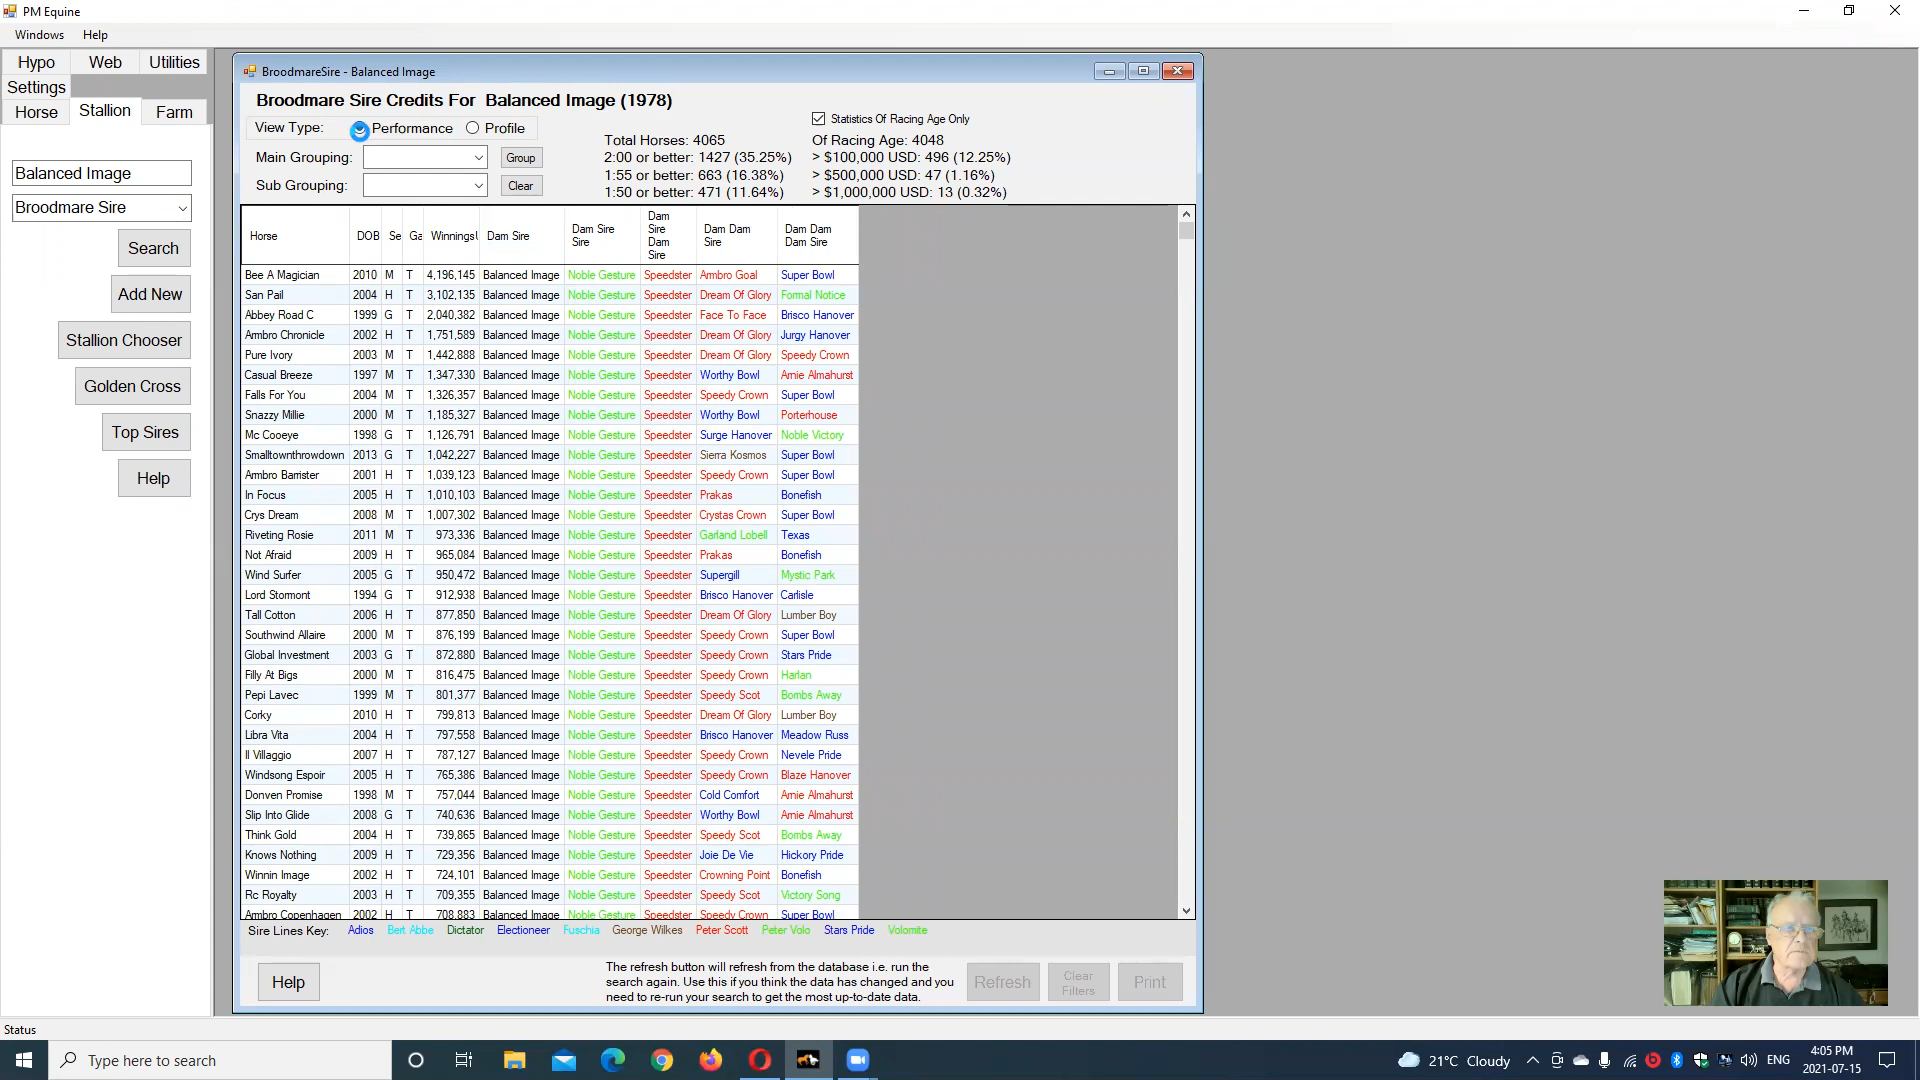 PM Equine
Windows Help
Hypo Web Utilities
Settings
Horse Stallion Farm
Balanced Image
Broodmare Sire
Search
Add New
Stallion Chooser
Golden Cross
Top Sires
Help
BroodmareSire - Balanced Image
Broodmare Sire Credits For Balanced Image (1978)
View Type: Performance Profile
Main Grouping: Group
Sub Grouping: Clear
Total Horses: 4065
2:00 or better: 1427 (35.25%)
1:55 or better: 663 (16.38%)
1:50 or better: 471 (11.64%)
Statistics Of Racing Age Only
Of Racing Age: 4048
> $100,000 USD: 496 (12.25%)
> $500,000 USD: 47 (1.16%)
> $1,000,000 USD: 13 (0.32%)
Horse DOB Se Ga Winnings Dam Sire Dam Sire Sire Dam Sire Dam Sire Dam Dam Sire Dam Dam Dam Sire
Bee A Magician 2010 M T 4,196,145 Balanced Image Noble Gesture Speedster Ambro Goal Super Bowl
San Pail 2004 H T 3,102,135 Balanced Image Noble Gesture Speedster Dream Of Glory Formal Notice
Abbey Road C 1999 G T 2,040,382 Balanced Image Noble Gesture Speedster Face To Face Brisco Hanover
Ambro Chronicle 2002 H T 1,751,589 Balanced Image Noble Gesture Speedster Dream Of Glory Jurgy Hanover
Pure Ivory 2003 M T 1,442,888 Balanced Image Noble Gesture Speedster Dream Of Glory Speedy Crown
Casual Breeze 1997 M T 1,347,330 Balanced Image Noble Gesture Speedster Worthy Bowl Arnie Almahurst
Falls For You 2004 M T 1,326,357 Balanced Image Noble Gesture Speedster Speedy Crown Super Bowl
Snazzy Millie 2000 M T 1,185,327 Balanced Image Noble Gesture Speedster Worthy Bowl Porterhouse
Mc Cooeye 1998 G T 1,126,791 Balanced Image Noble Gesture Speedster Surge Hanover Noble Victory
Smalltownthrowdown 2013 G T 1,042,227 Balanced Image Noble Gesture Speedster Sierra Kosmos Super Bowl
Ambro Barrister 2001 H T 1,039,123 Balanced Image Noble Gesture Speedster Speedy Crown Super Bowl
In Focus 2005 H T 1,010,103 Balanced Image Noble Gesture Speedster Prakas Bonefish
Crys Dream 2008 M T 1,007,302 Balanced Image Noble Gesture Speedster Crystas Crown Super Bowl
Riveting Rosie 2011 M T 973,336 Balanced Image Noble Gesture Speedster Garland Lobell Texas
Not Afraid 2009 H T 965,084 Balanced Image Noble Gesture Speedster Prakas Bonefish
Wind Surfer 2005 G T 950,472 Balanced Image Noble Gesture Speedster Supergill Mystic Park
Lord Stormont 1994 G T 912,938 Balanced Image Noble Gesture Speedster Brisco Hanover Carlisle
Tall Cotton 2006 H T 877,850 Balanced Image Noble Gesture Speedster Dream Of Glory Lumber Boy
Southwind Allaire 2000 M T 876,199 Balanced Image Noble Gesture Speedster Speedy Crown Super Bowl
Global Investment 2003 G T 872,880 Balanced Image Noble Gesture Speedster Speedy Crown Stars Pride
Filly At Bigs 2000 M T 816,475 Balanced Image Noble Gesture Speedster Speedy Crown Harlan
Pepi Lavec 1999 M T 801,377 Balanced Image Noble Gesture Speedster Speedy Scot Bombs Away
Corky 2010 H T 799,813 Balanced Image Noble Gesture Speedster Dream Of Glory Lumber Boy
Libra Vita 2004 H T 797,558 Balanced Image Noble Gesture Speedster Brisco Hanover Meadow Russ
Il Villaggio 2007 H T 787,127 Balanced Image Noble Gesture Speedster Speedy Crown Nevele Pride
Windsong Espoir 2005 H T 765,386 Balanced Image Noble Gesture Speedster Speedy Crown Blaze Hanover
Donven Promise 1998 M T 757,044 Balanced Image Noble Gesture Speedster Cold Comfort Arnie Almahurst
Slip Into Glide 2008 G T 740,636 Balanced Image Noble Gesture Speedster Worthy Bowl Arnie Almahurst
Think Gold 2004 H T 739,865 Balanced Image Noble Gesture Speedster Speedy Scot Bombs Away
Knows Nothing 2009 H T 729,356 Balanced Image Noble Gesture Speedster Joie De Vie Hickory Pride
Winnin Image 2002 H T 724,101 Balanced Image Noble Gesture Speedster Crowning Point Bonefish
Rc Royalty 2003 H T 709,355 Balanced Image Noble Gesture Speedster Speedy Scot Victory Song
Ambro Copenhagen 2002 H T 708,883 Balanced Image Noble Gesture Speedster Speedy Crown Super Bowl
Sire Lines Key: Adios Bert Abbe Dictator Electioneer Fuschia George Wilkes Peter Scott Peter Volo Stars Pride Volomite
Help
The refresh button will refresh from the database i.e. run the
search again. Use this if you think the data has changed and you
need to re-run your search to get the most up-to-date data.
Refresh
Clear
Filters
Print
Status
Type here to search
21°C Cloudy
ENG
4:05 PM
2021-07-15